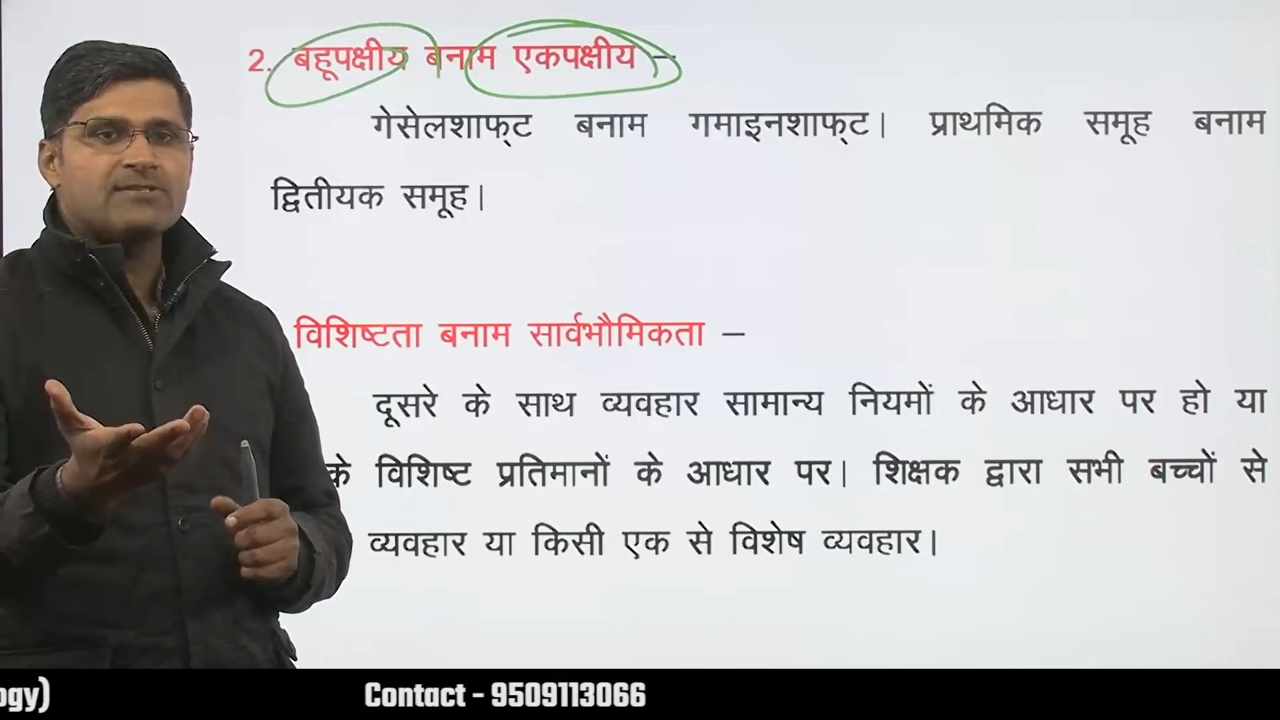 2. बहूपक्षीय बनाम एकपक्षीय –
गेसेलशाफ्‌ट बनाम गमाइनशाफ्‌ट। प्राथमिक समूह बनाम
द्वितीयक समूह।
विशिष्टता बनाम सार्वभौमिकता –
दूसरे के साथ व्यवहार सामान्य नियमों के आधार पर हो या
के विशिष्ट प्रतिमानों के आधार पर। शिक्षक द्वारा सभी बच्चों से
व्यवहार या किसी एक से विशेष व्यवहार।
ogy) Contact - 9509113066